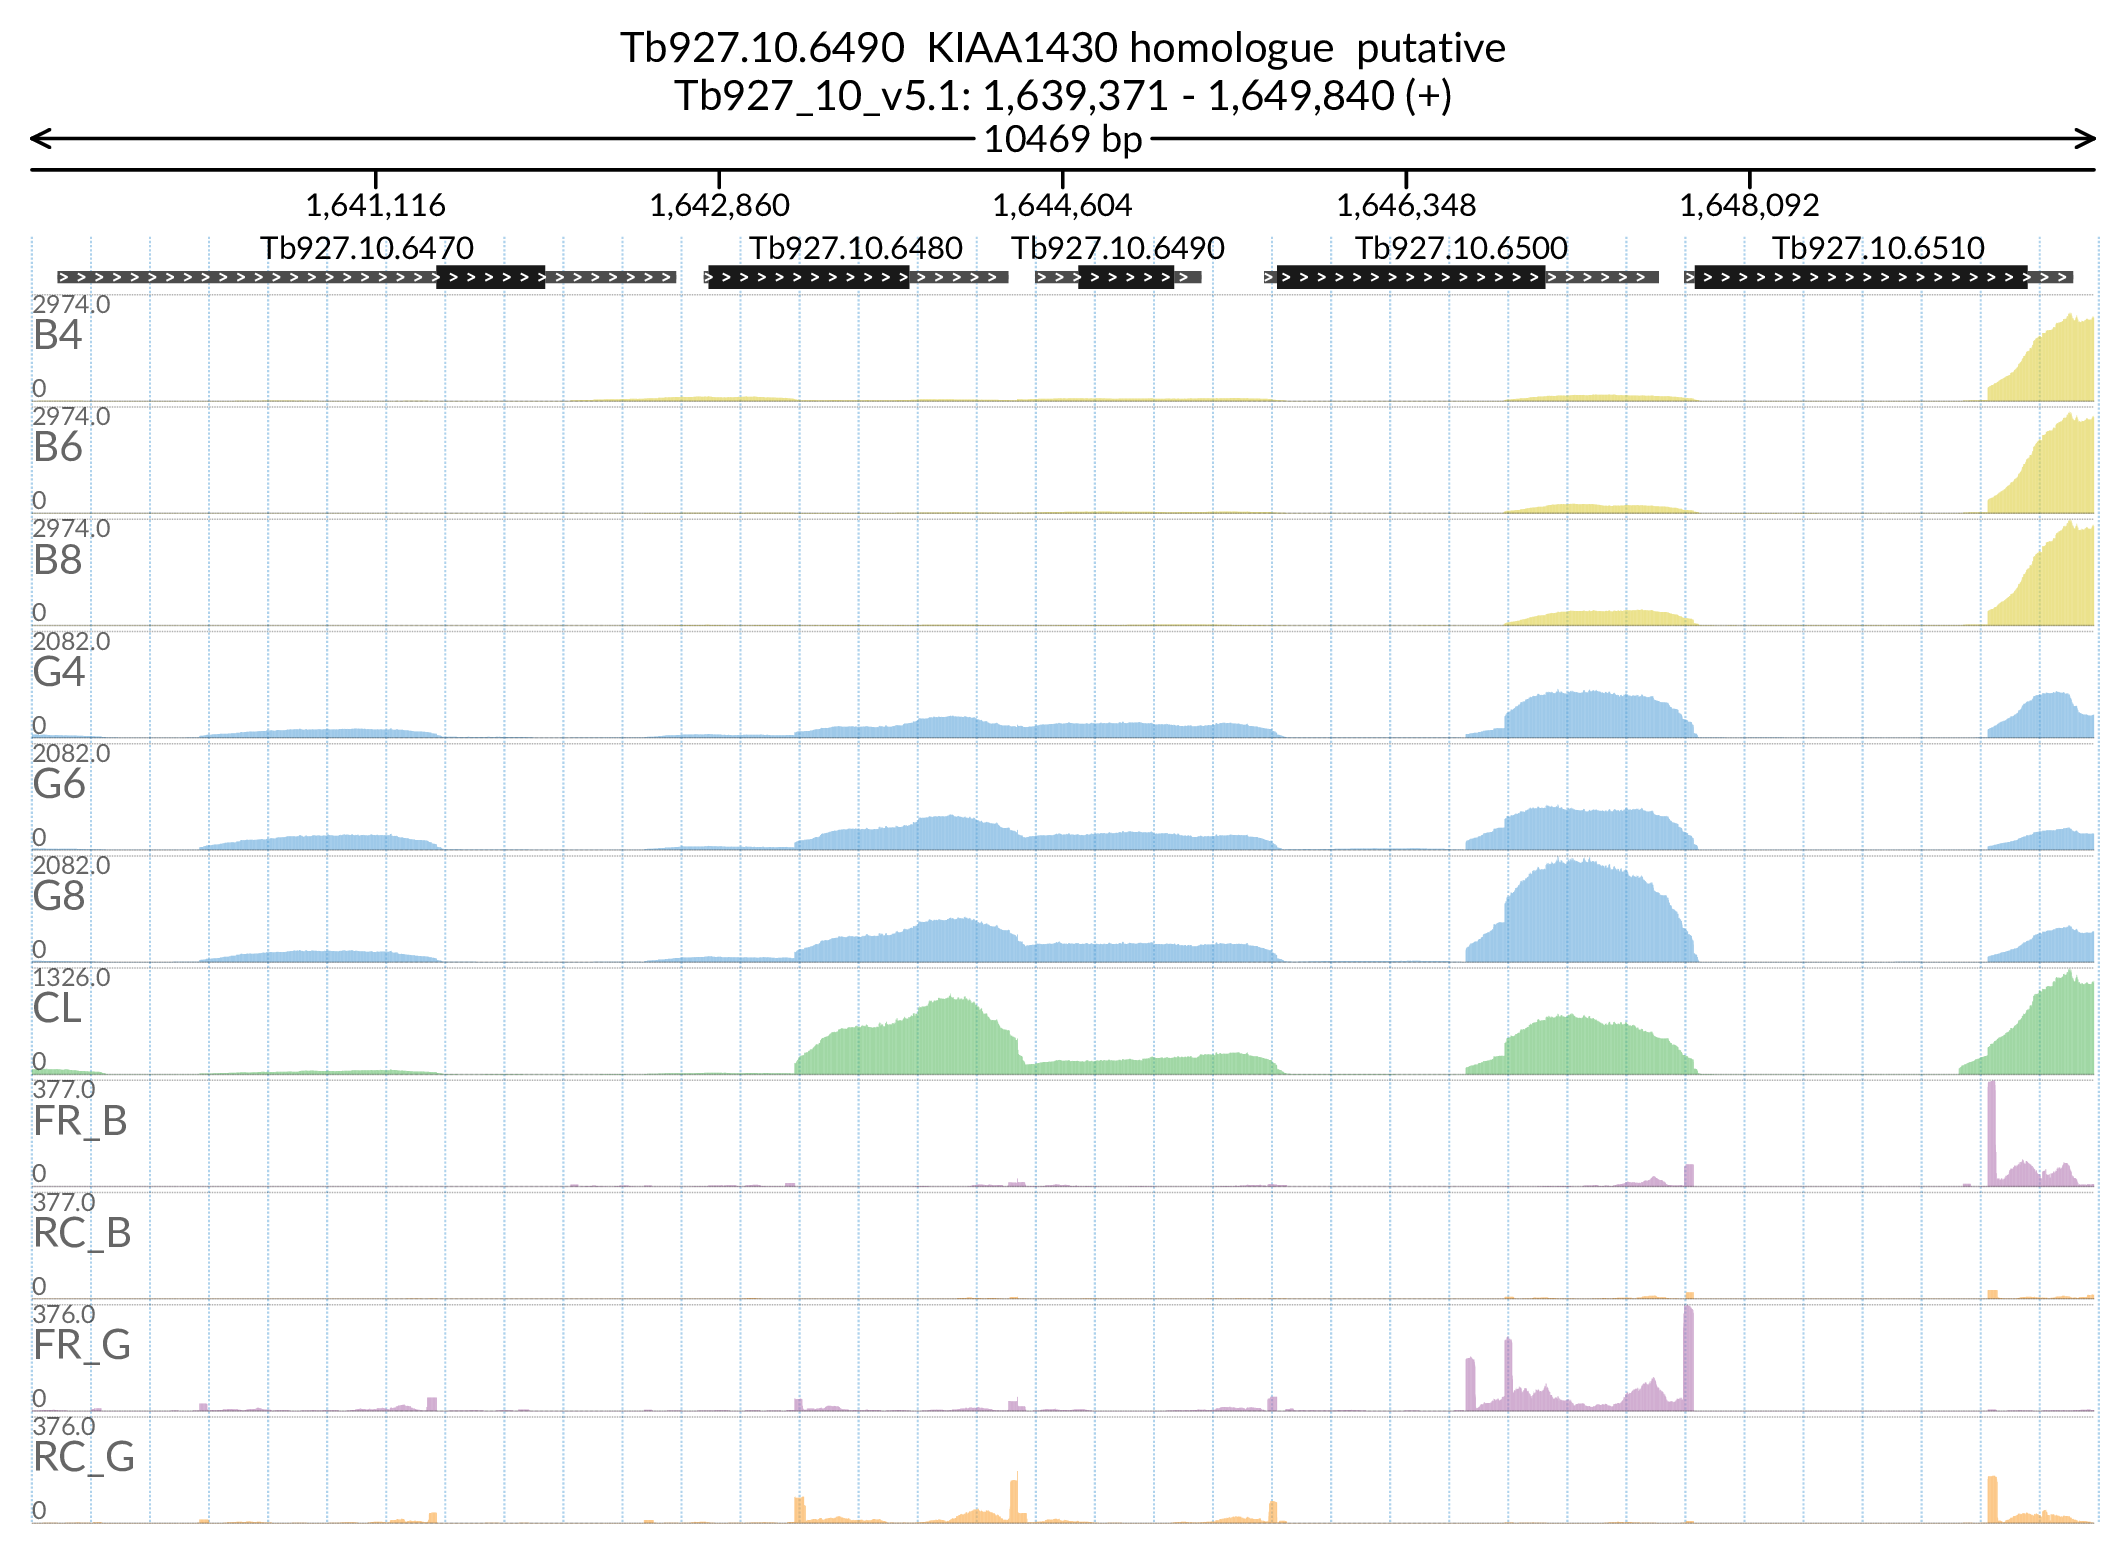 Tb927.10.6490  KIAA1430 homologue  putative
Tb927_10_v5.1: 1,639,371 - 1,649,840 (+)
10469 bp
1,641,116 1,642,860 1,644,604 1,646,348 1,648,092
Tb927.10.6470 Tb927.10.6480 Tb927.10.6490 Tb927.10.6500 Tb927.10.6510
2974.0
B4
0
2974.0
B6
0
2974.0
B8
0
2082.0
G4
0
2082.0
G6
0
2082.0
G8
0
1326.0
CL
0
377.0
FR_B
0
377.0
RC_B
0
376.0
FR_G
0
376.0
RC_G
0